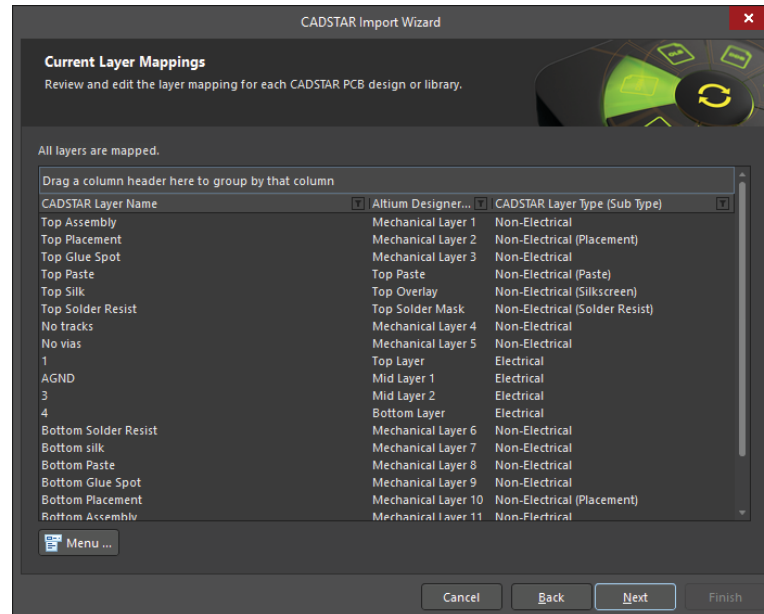 CADSTAR Import Wizard
Current Layer Mappings
Review and edit the layer mapping for each CADSTAR PCB design or library.
All layers are mapped.
Drag a column header here to group by that column
CADSTAR Layer Name Altium Designer... CADSTAR Layer Type (Sub Type)
Top Assembly Mechanical Layer 1 Non-Electrical
Top Placement Mechanical Layer 2 Non-Electrical (Placement)
Top Glue Spot Mechanical Layer 3 Non-Electrical
Top Paste Top Paste Non-Electrical (Paste)
Top Silk Top Overlay Non-Electrical (Silkscreen)
Top Solder Resist Top Solder Mask Non-Electrical (Solder Resist)
No tracks Mechanical Layer 4 Non-Electrical
No vias Mechanical Layer 5 Non-Electrical
1 Top Layer Electrical
AGND Mid Layer 1 Electrical
3 Mid Layer 2 Electrical
4 Bottom Layer Electrical
Bottom Solder Resist Mechanical Layer 6 Non-Electrical
Bottom silk Mechanical Layer 7 Non-Electrical
Bottom Paste Mechanical Layer 8 Non-Electrical
Bottom Glue Spot Mechanical Layer 9 Non-Electrical
Bottom Placement Mechanical Layer 10 Non-Electrical (Placement)
Bottom Assembly Mechanical Layer 11 Non-Electrical
Menu ...
Cancel Back Next Finish